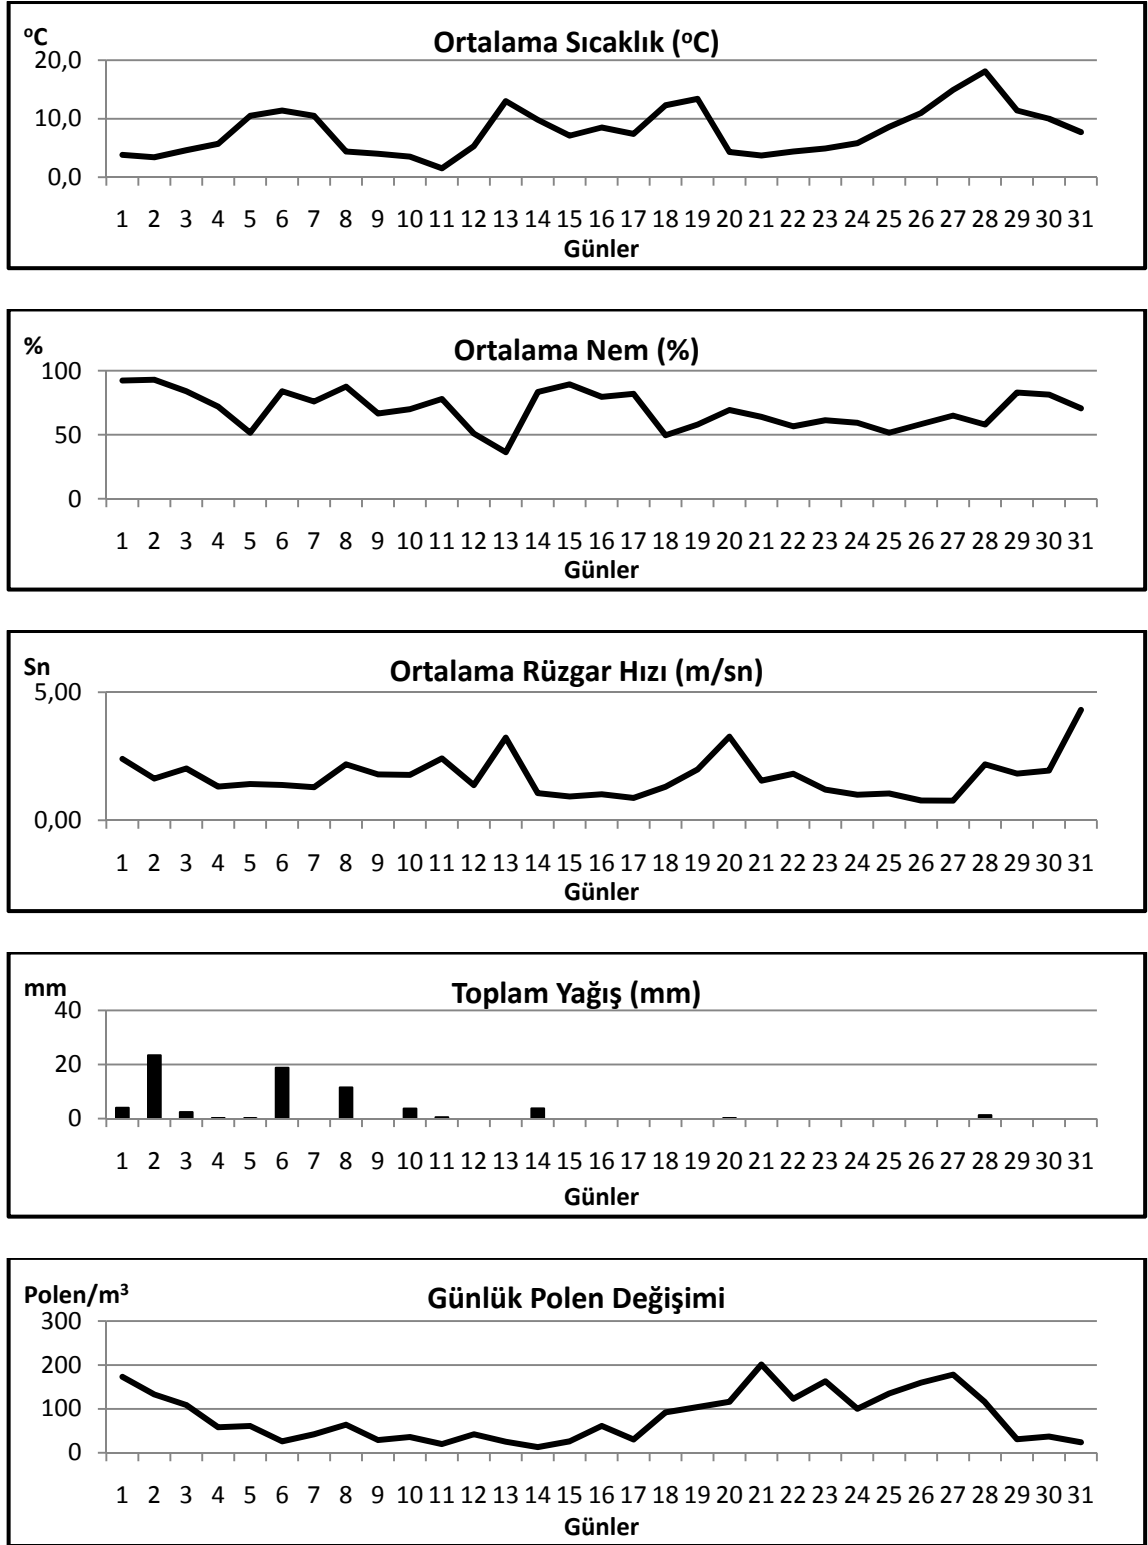 ºC
Ortalama Sıcaklık (ºC)
20,0
10,0
0,0
1 2 3 4 5 6 7 8 9 10 11 12 13 14 15 16 17 18 19 20 21 22 23 24 25 26 27 28 29 30 31
Günler
%
Ortalama Nem (%)
100
50
0
1 2 3 4 5 6 7 8 9 10 11 12 13 14 15 16 17 18 19 20 21 22 23 24 25 26 27 28 29 30 31
Günler
Sn
Ortalama Rüzgar Hızı (m/sn)
5,00
0,00
1 2 3 4 5 6 7 8 9 10 11 12 13 14 15 16 17 18 19 20 21 22 23 24 25 26 27 28 29 30 31
Günler
mm
Toplam Yağış (mm)
40
20
0
1 2 3 4 5 6 7 8 9 10 11 12 13 14 15 16 17 18 19 20 21 22 23 24 25 26 27 28 29 30 31
Günler
Polen/m³
Günlük Polen Değişimi
300
200
100
0
1 2 3 4 5 6 7 8 9 10 11 12 13 14 15 16 17 18 19 20 21 22 23 24 25 26 27 28 29 30 31
Günler